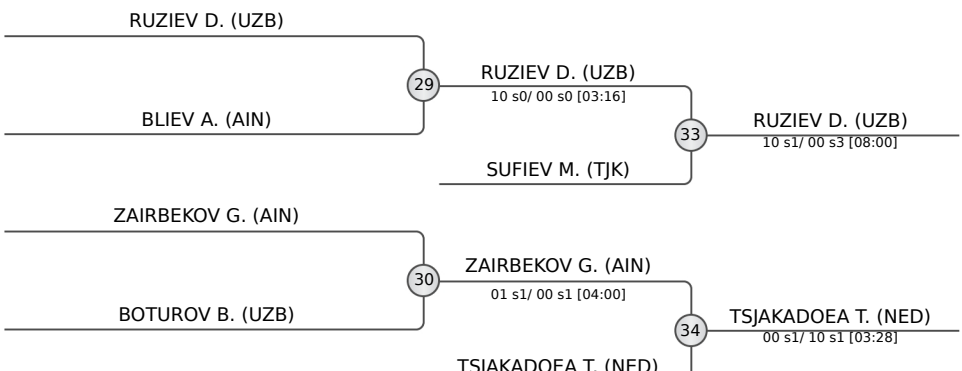 RUZIEV D. (UZB)
29
RUZIEV D. (UZB)
10 s0/ 00 s0 [03:16]
BLIEV A. (AIN)
33
RUZIEV D. (UZB)
10 s1/ 00 s3 [08:00]
SUFIEV M. (TJK)
ZAIRBEKOV G. (AIN)
30
ZAIRBEKOV G. (AIN)
01 s1/ 00 s1 [04:00]
BOTUROV B. (UZB)
34
TSJAKADOEA T. (NED)
00 s1/ 10 s1 [03:28]
TSJAKADOEA T. (NED)